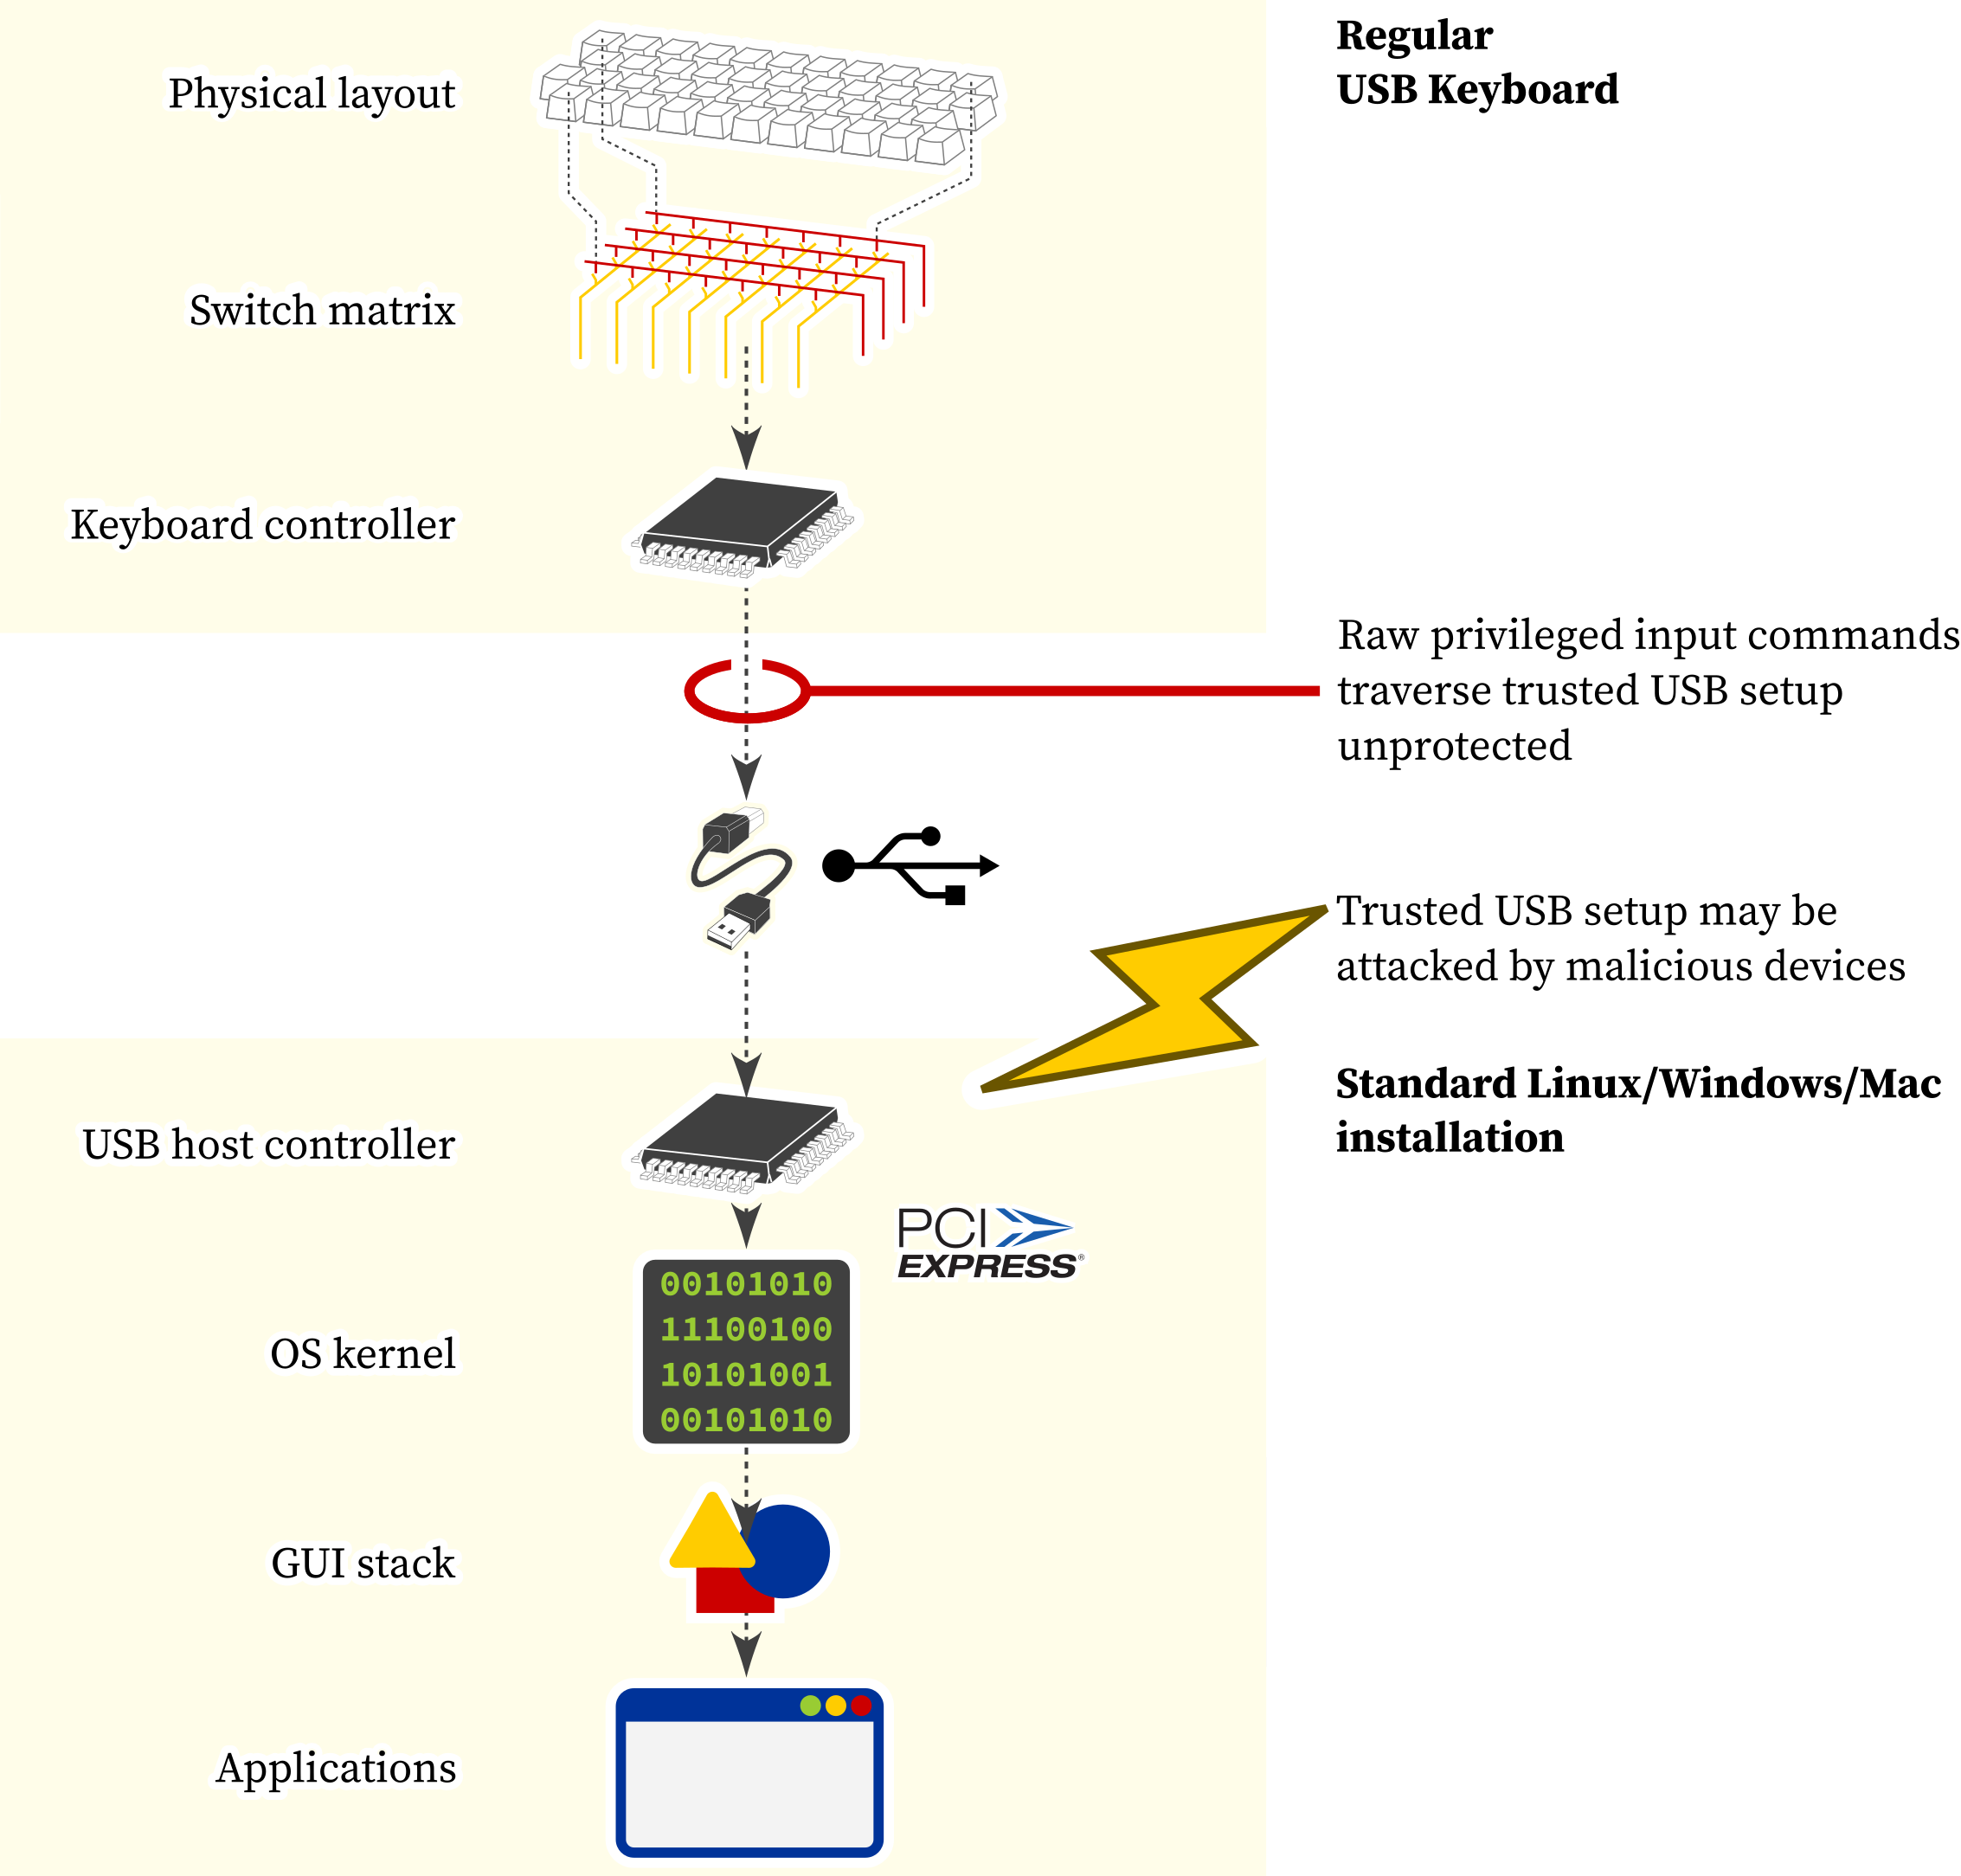 Regular
USB Keyboard
Physical layout
Switch matrix
Keyboard controller
Raw privileged input commands
traverse trusted USB setup
unprotected
Trusted USB setup may be
attacked by malicious devices
Standard Linux/Windows/Mac
installation
USB host controller
PCI
EXPRESS®
OS kernel
00101010
11100100
10101001
00101010
GUI stack
Applications